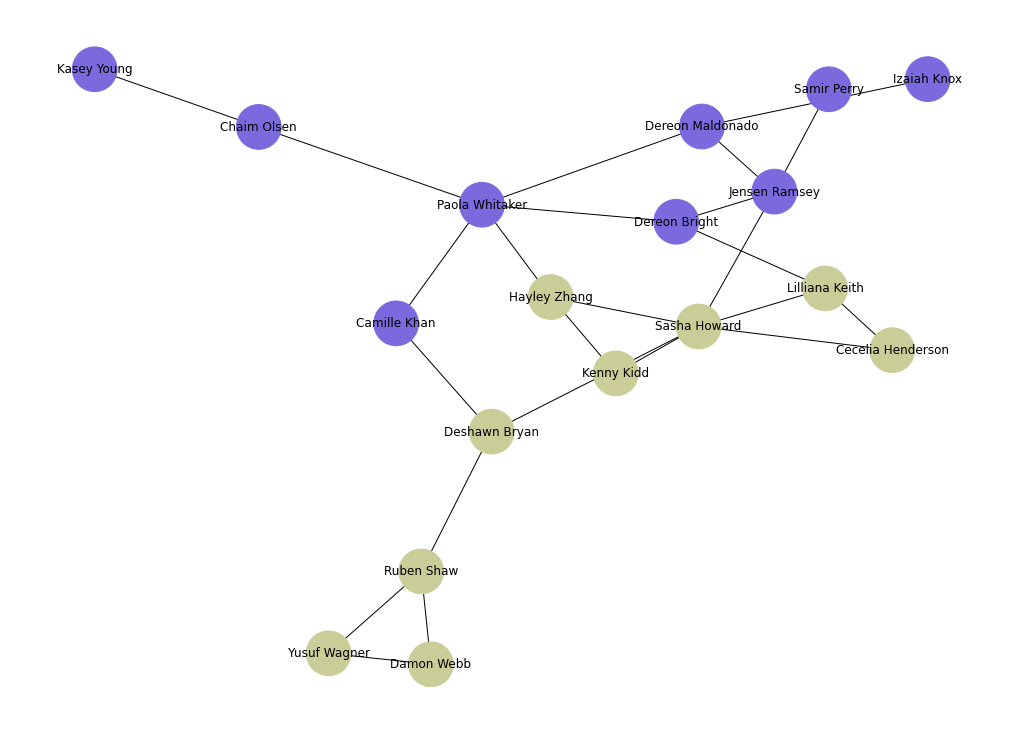 Kasey Young
Izaiah Knox
Samir Perry
Chaim Olsen
Dereon Maldonado
Jensen Ramsey
Paola Whitaker
Dereon Bright
Lilliana Keith
Hayley Zhang
Camille Khan
Sasha Howard
Cecelia Henderson
Kenny Kidd
Deshawn Bryan
Ruben Shaw
Yusuf Wagner
Damon Webb